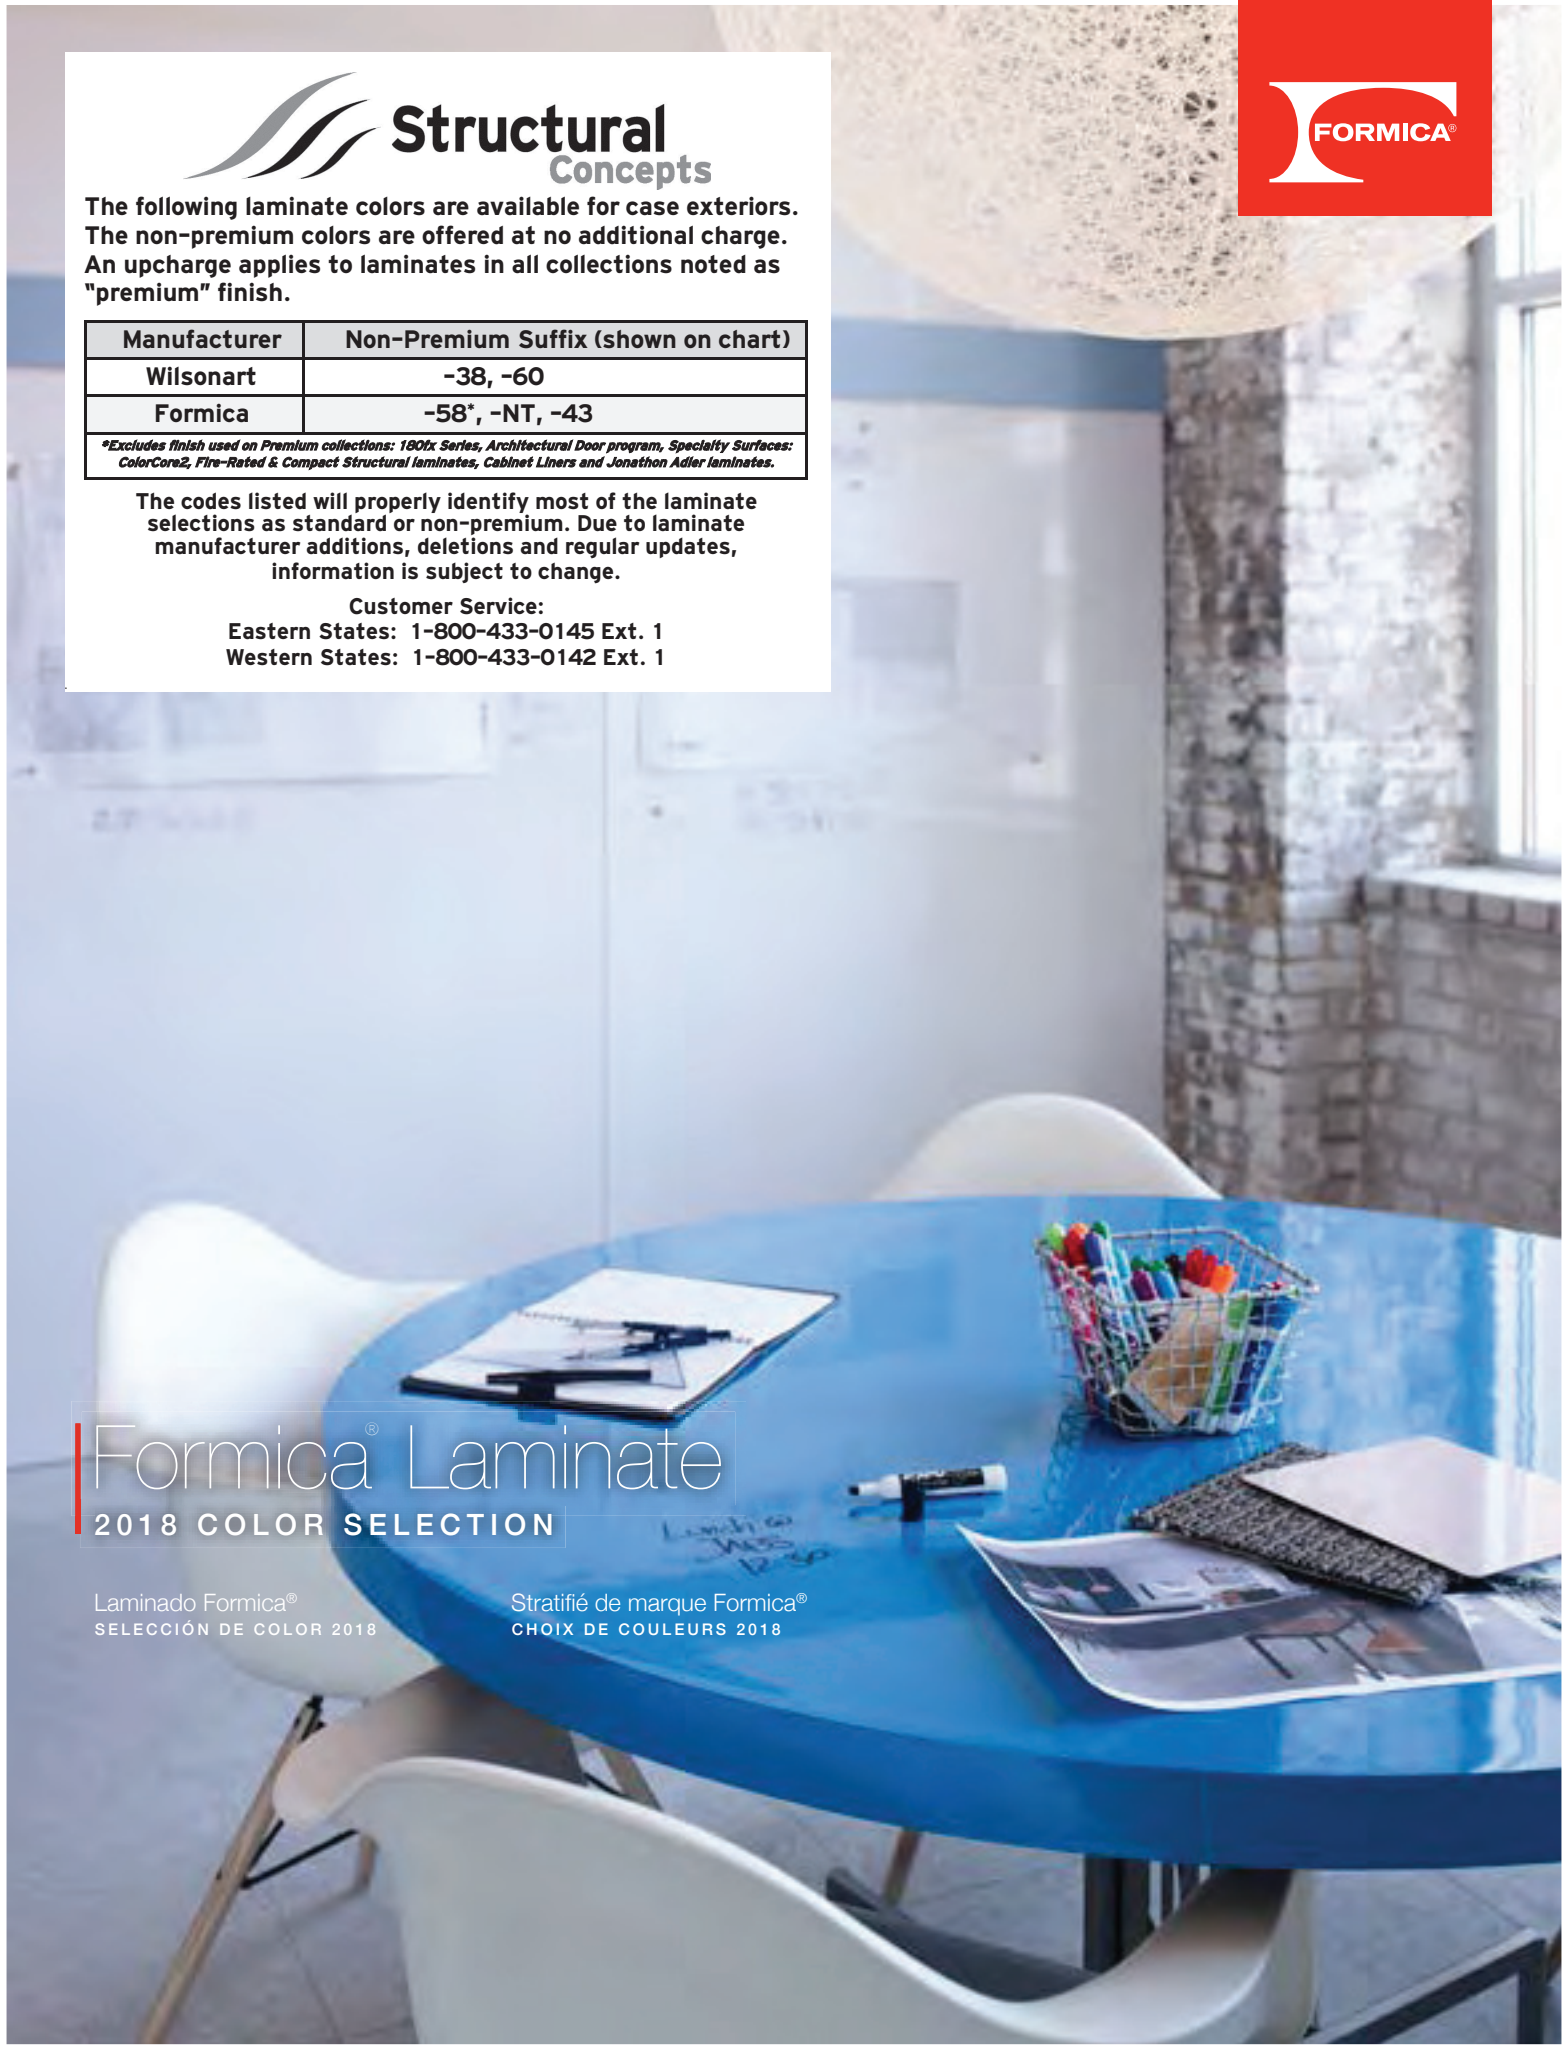 Structural
Concepts
FORMICA®
The following laminate colors are available for case exteriors.
The non-premium colors are offered at no additional charge.
An upcharge applies to laminates in all collections noted as
"premium" finish.
Manufacturer Non-Premium Suffix (shown on chart)
Wilsonart -38, -60
Formica -58*, -NT, -43
*Excludes finish used on Premium collections: 180fx Series, Architectural Door program, Specialty Surfaces:
ColorCore2, Fire-Rated & Compact Structural laminates, Cabinet Liners and Jonathon Adler laminates.
The codes listed will properly identify most of the laminate
selections as standard or non-premium. Due to laminate
manufacturer additions, deletions and regular updates,
information is subject to change.
Customer Service:
Eastern States: 1-800-433-0145 Ext. 1
Western States: 1-800-433-0142 Ext. 1
Formica® Laminate
2018 COLOR SELECTION
Lunch @
12:30
Laminado Formica®
SELECCIÓN DE COLOR 2018
Stratifié de marque Formica®
CHOIX DE COULEURS 2018